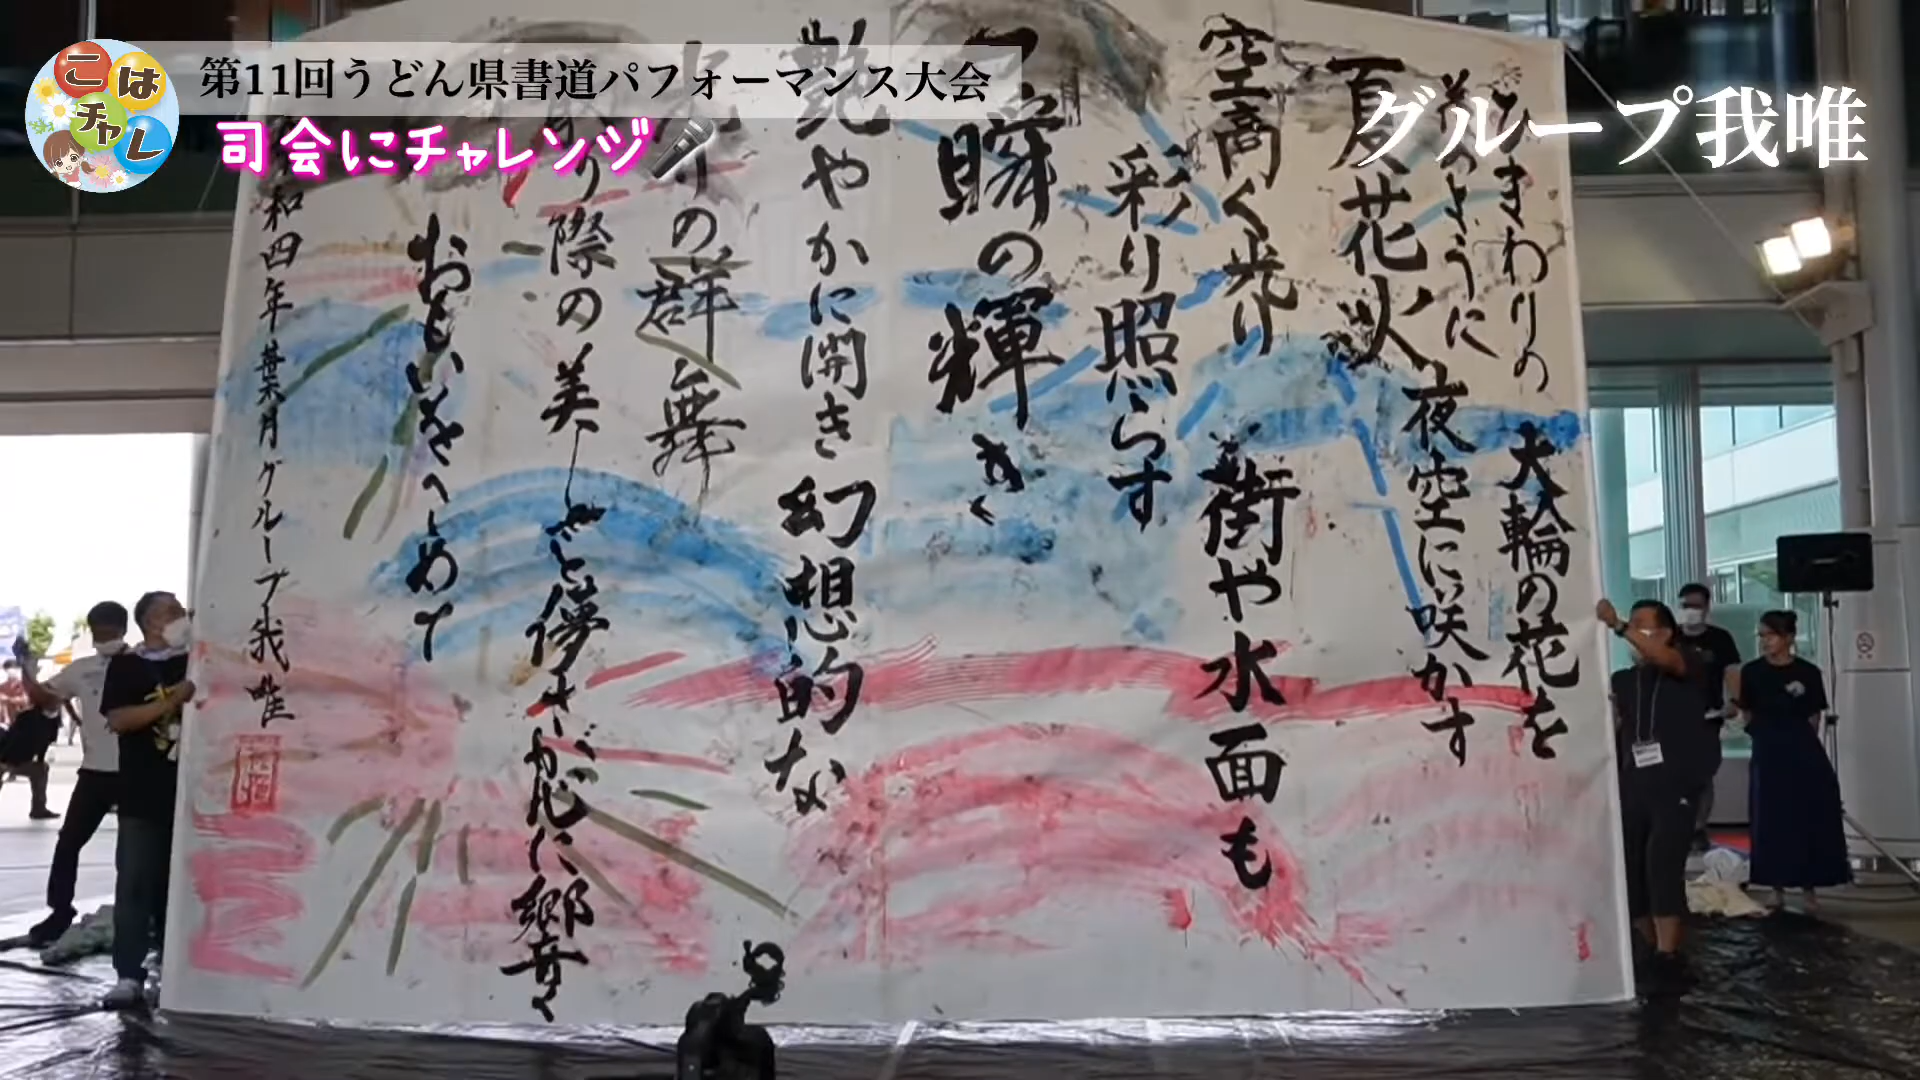 こはチャレ
第11回うどん県書道パフォーマンス大会
司会にチャレンジ
グループ我唯
ひまわりの 大輪の花を
ように 夜空に咲かす
夏花火
空高く光り 街や水面も
彩り照らす
瞬の輝き
艶やかに開き 幻想的な
の群舞
際の美しさと儚さが心に響く
おもいをこめて
和四年葉月グループ我唯